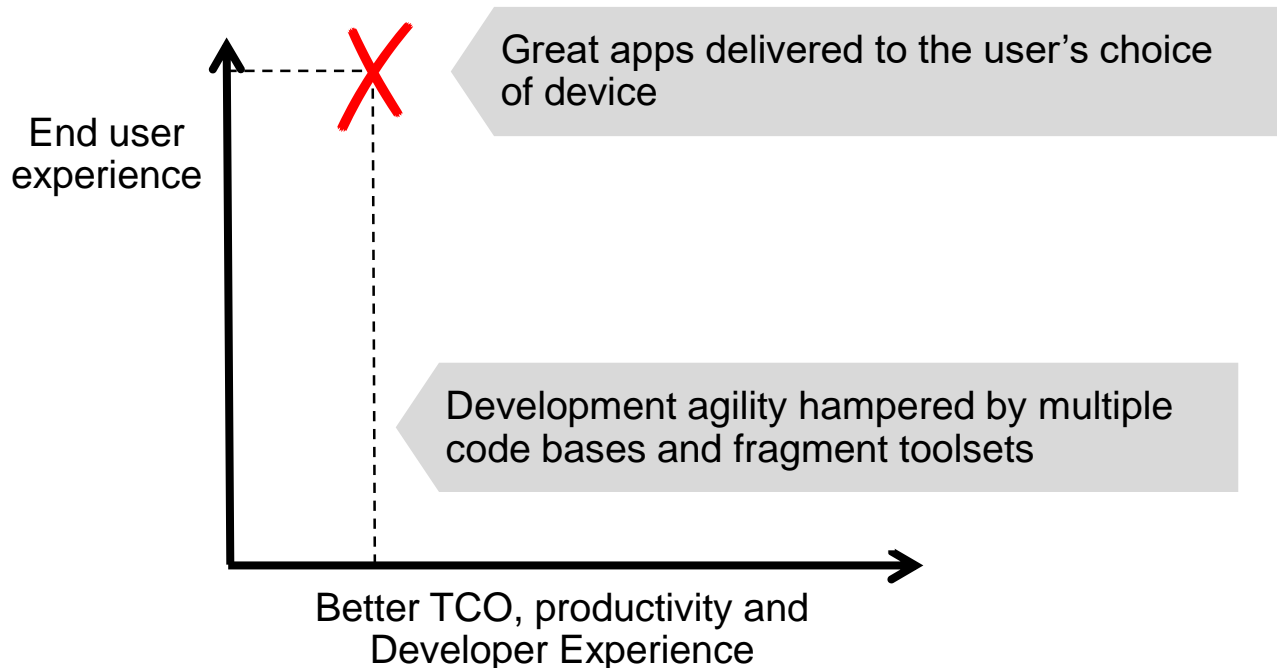 Great apps delivered to the user’s choice
of device
End user
experience
Development agility hampered by multiple
code bases and fragment toolsets
Better TCO, productivity and
Developer Experience